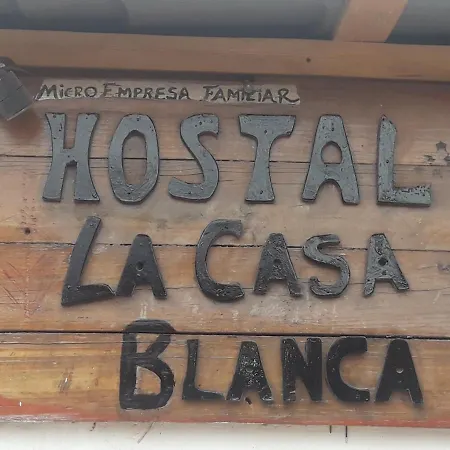 Micro Empresa Familiar
HOSTAL
LA CASA
BLANCA